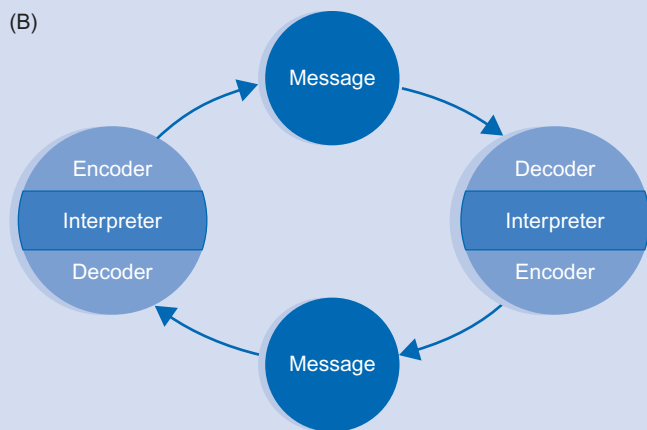 (B)
Message
Encoder
Interpreter
Decoder
Decoder
Interpreter
Encoder
Message